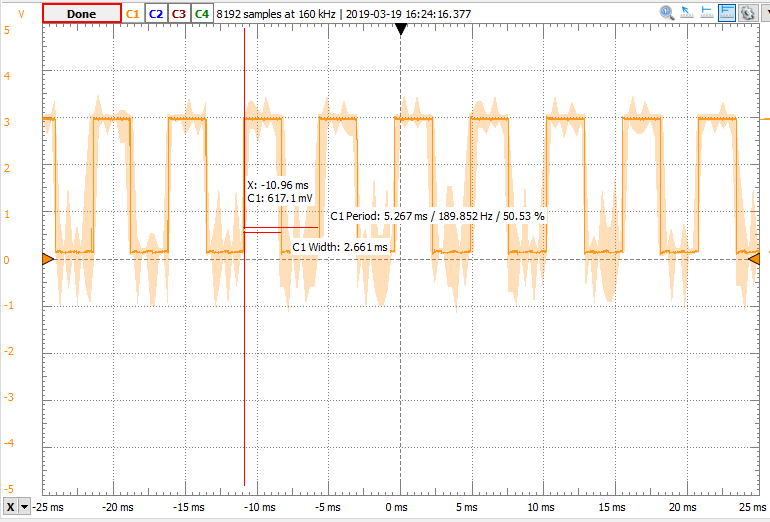 V Done C1 C2 C3 C4 8192 samples at 160 kHz | 2019-03-19 16:24:16.377
5
4
3
2
1
0
-1
-2
-3
-4
-5
X: -10.96 ms
C1: 617.1 mV
C1 Period: 5.267 ms / 189.852 Hz / 50.53 %
C1 Width: 2.661 ms
X -25 ms -20 ms -15 ms -10 ms -5 ms 0 ms 5 ms 10 ms 15 ms 20 ms 25 ms